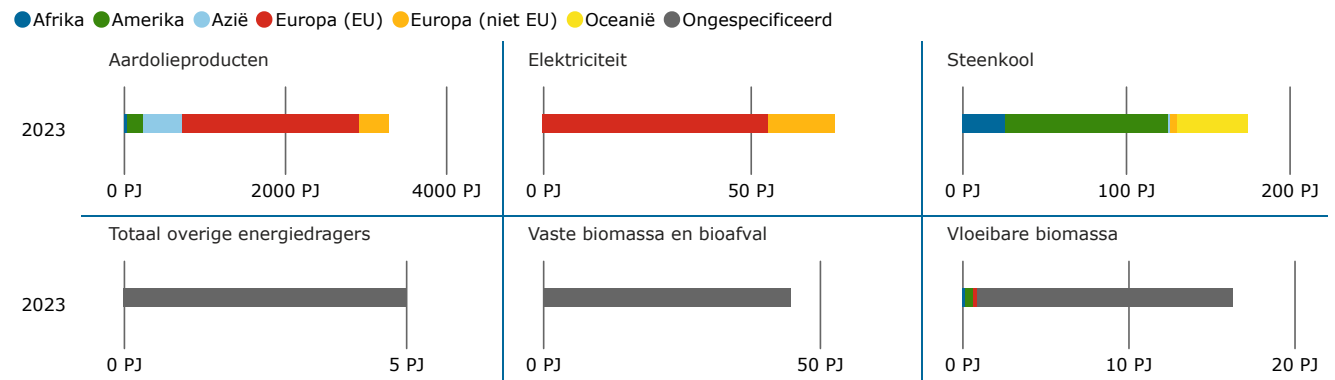 Afrika Amerika Azië Europa (EU) Europa (niet EU) Oceanië Ongespecificeerd
Aardolieproducten Elektriciteit Steenkool
2023
0 PJ 2000 PJ 4000 PJ 0 PJ 50 PJ 0 PJ 100 PJ 200 PJ
Totaal overige energiedragers Vaste biomassa en bioafval Vloeibare biomassa
2023
0 PJ 5 PJ 0 PJ 50 PJ 0 PJ 10 PJ 20 PJ